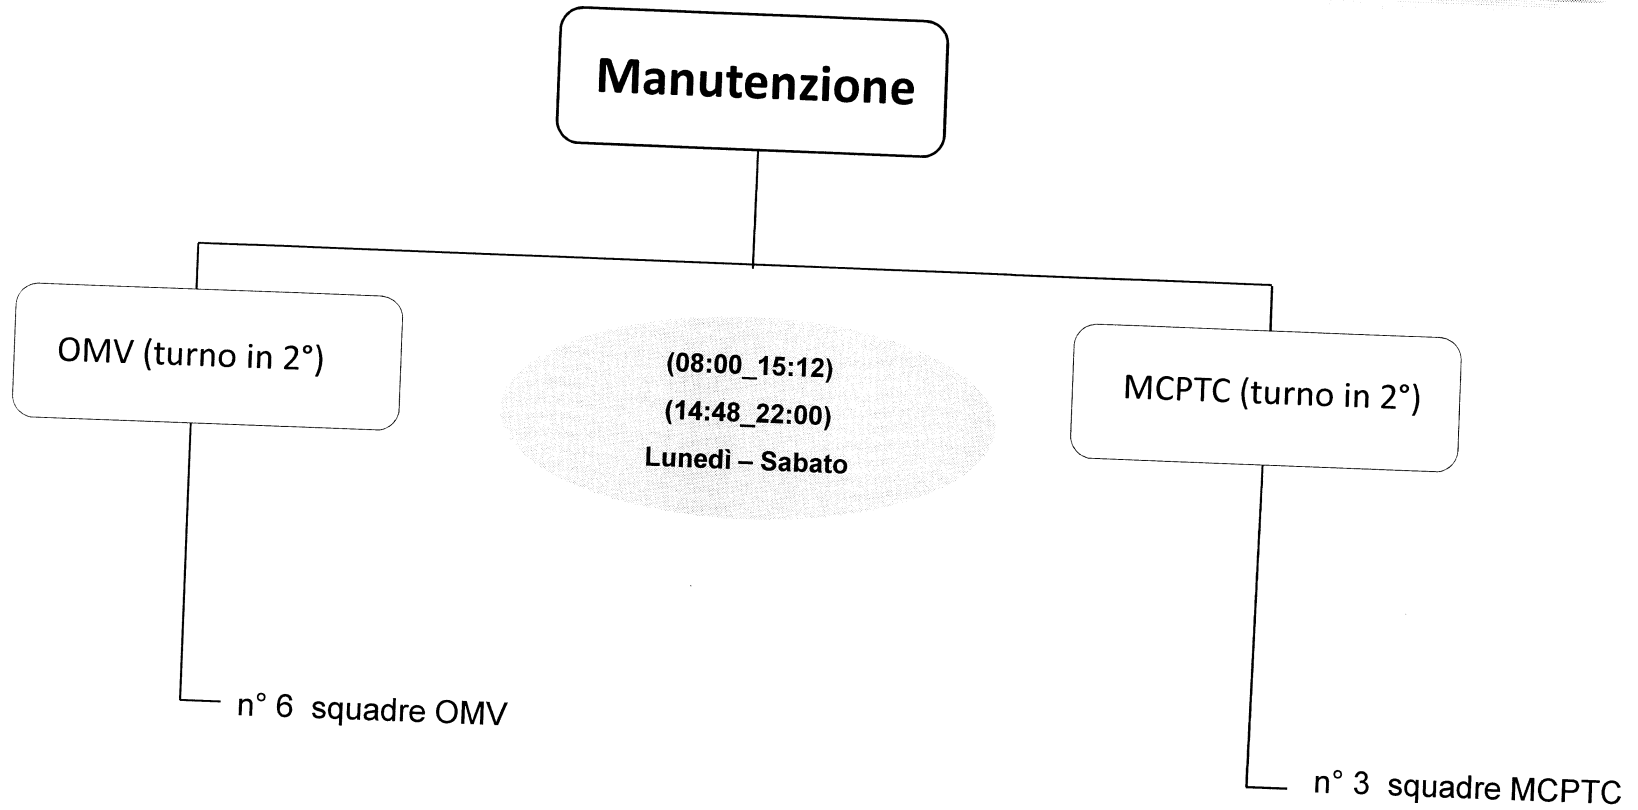 Manutenzione
OMV (turno in 2°)
(08:00_15:12)
(14:48_22:00)
Lunedì – Sabato
MCPTC (turno in 2°)
n° 6 squadre OMV
n° 3 squadre MCPTC